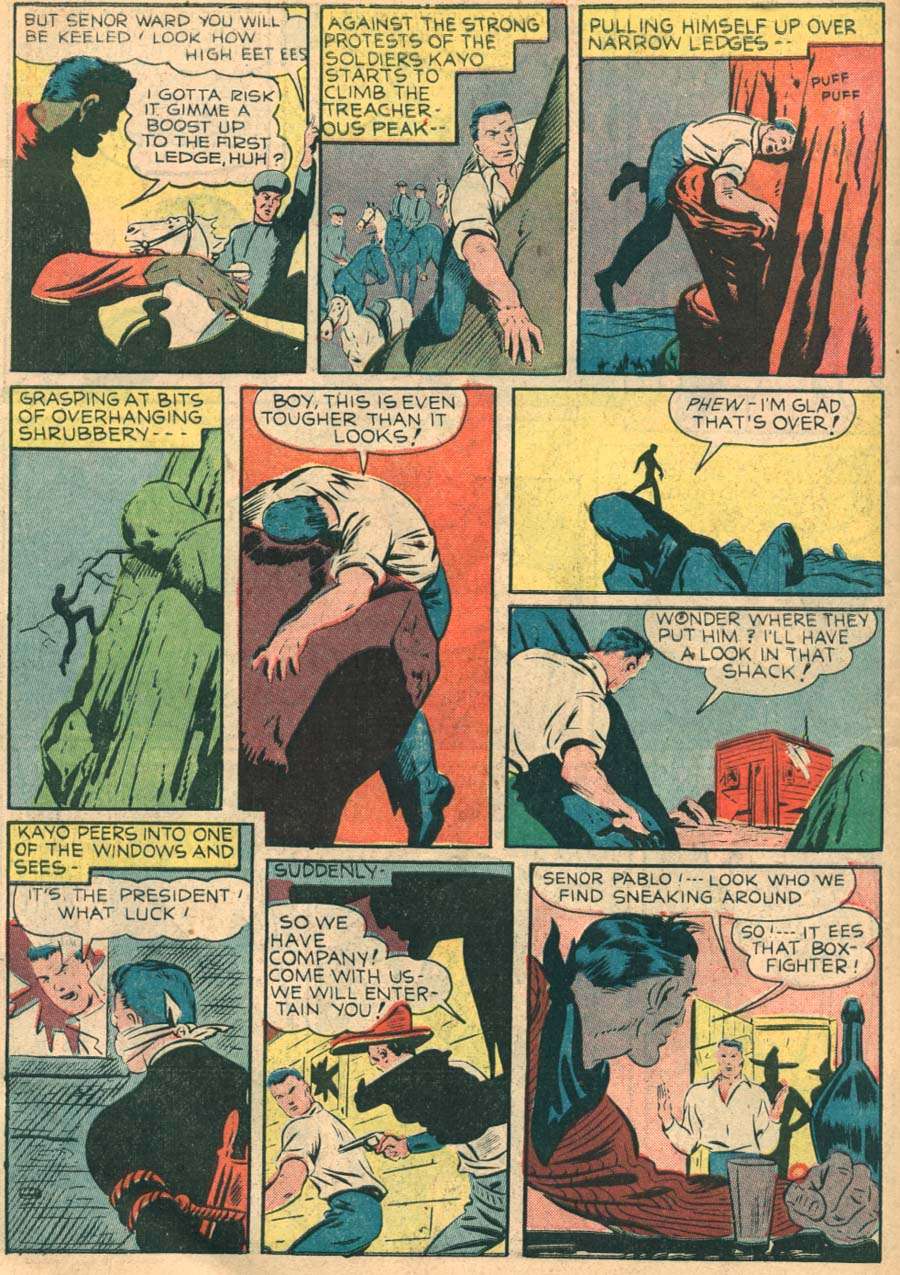 BUT SENOR WARD YOU WILL
BE KEELED! LOOK HOW
HIGH EET EES
I GOTTA RISK
IT. GIMME A
BOOST UP
TO THE FIRST
LEDGE, HUH?
AGAINST THE STRONG
PROTESTS OF THE
SOLDIERS KAYO
STARTS TO
CLIMB THE
TREACHER-
OUS PEAK--
PULLING HIMSELF UP OVER
NARROW LEDGES--
PUFF
PUFF
GRASPING AT BITS
OF OVERHANGING
SHRUBBERY---
BOY, THIS IS EVEN
TOUGHER THAN IT
LOOKS!
PHEW-I'M GLAD
THAT'S OVER!
WONDER WHERE THEY
PUT HIM? I'LL HAVE
A LOOK IN THAT
SHACK!
KAYO PEERS INTO ONE
OF THE WINDOWS AND
SEES-
IT'S THE PRESIDENT!
WHAT LUCK!
SUDDENLY-
SO WE
HAVE
COMPANY!
COME WITH US-
WE WILL ENTER-
TAIN YOU!
SENOR PABLO!--- LOOK WHO WE
FIND SNEAKING AROUND
SO!--- IT EES
THAT BOX-
FIGHTER!